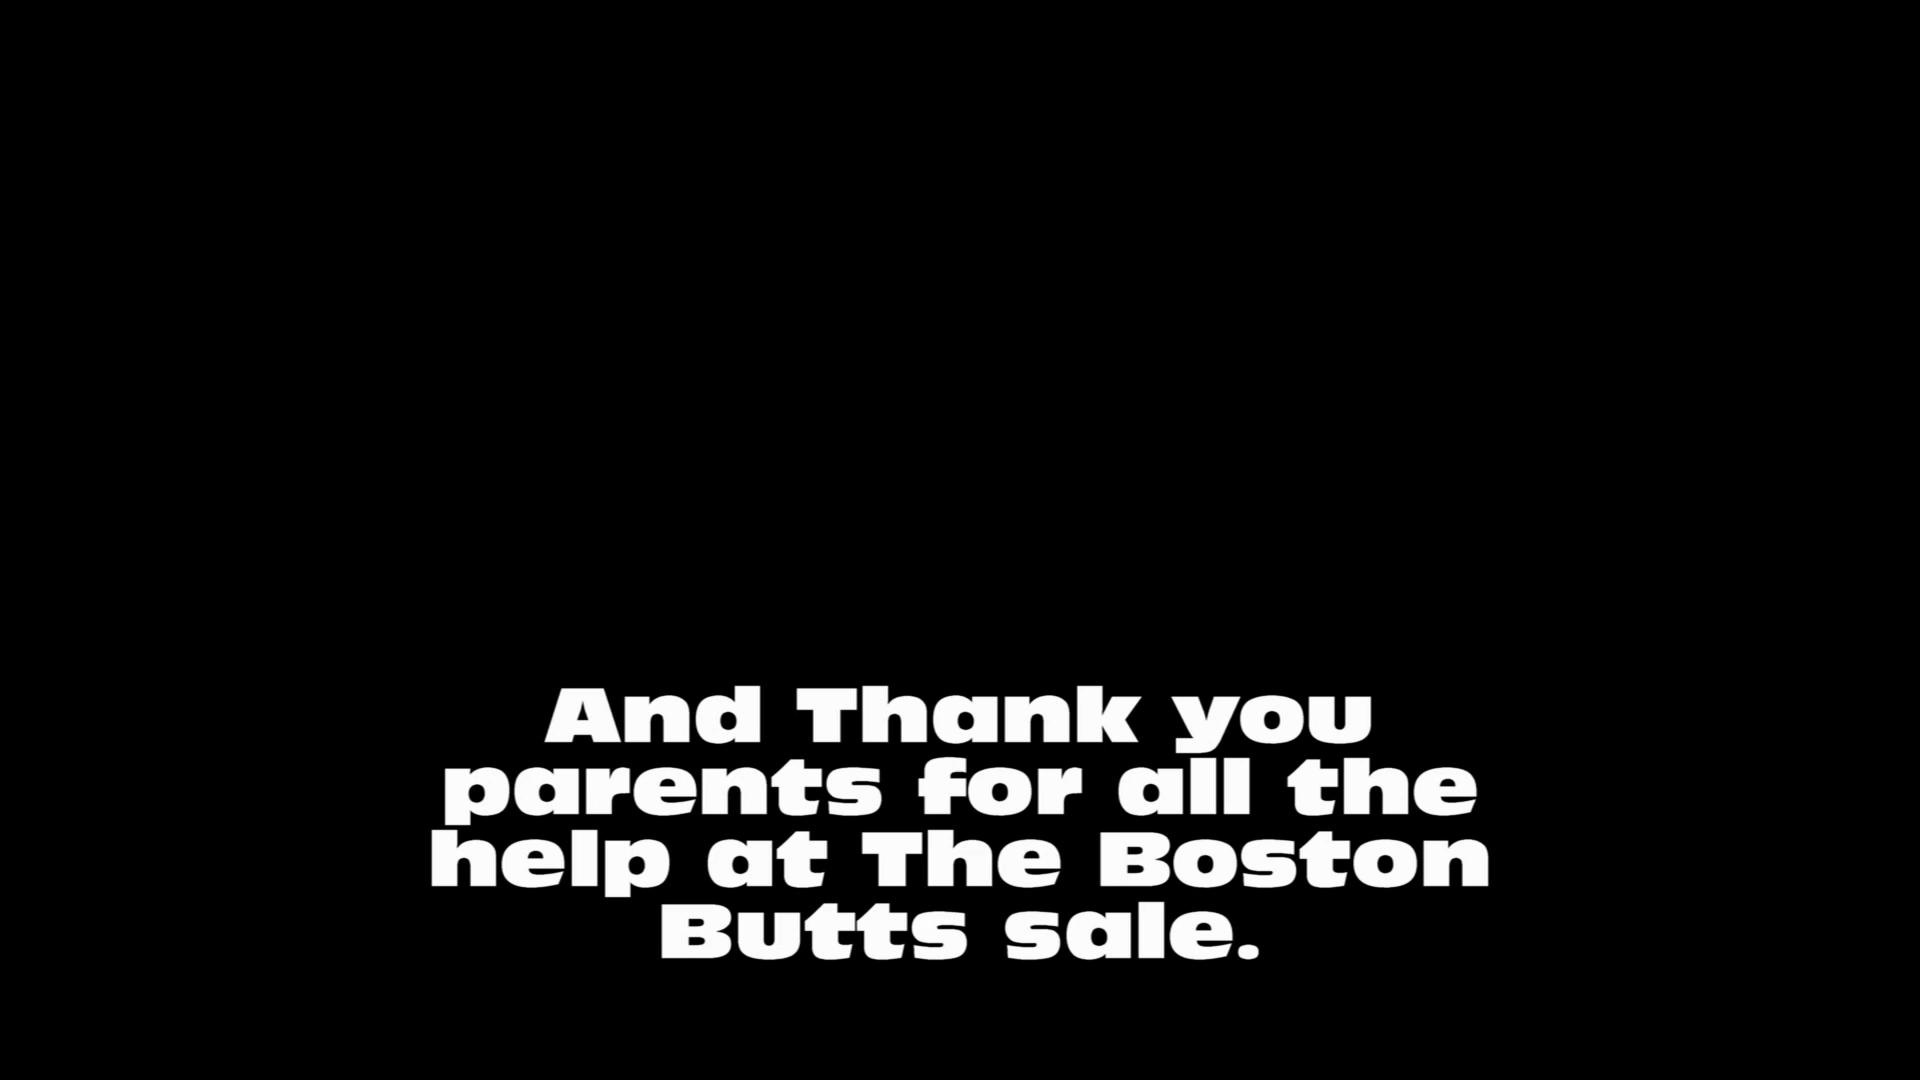 And Thank you
parents for all the
help at The Boston
Butts sale.